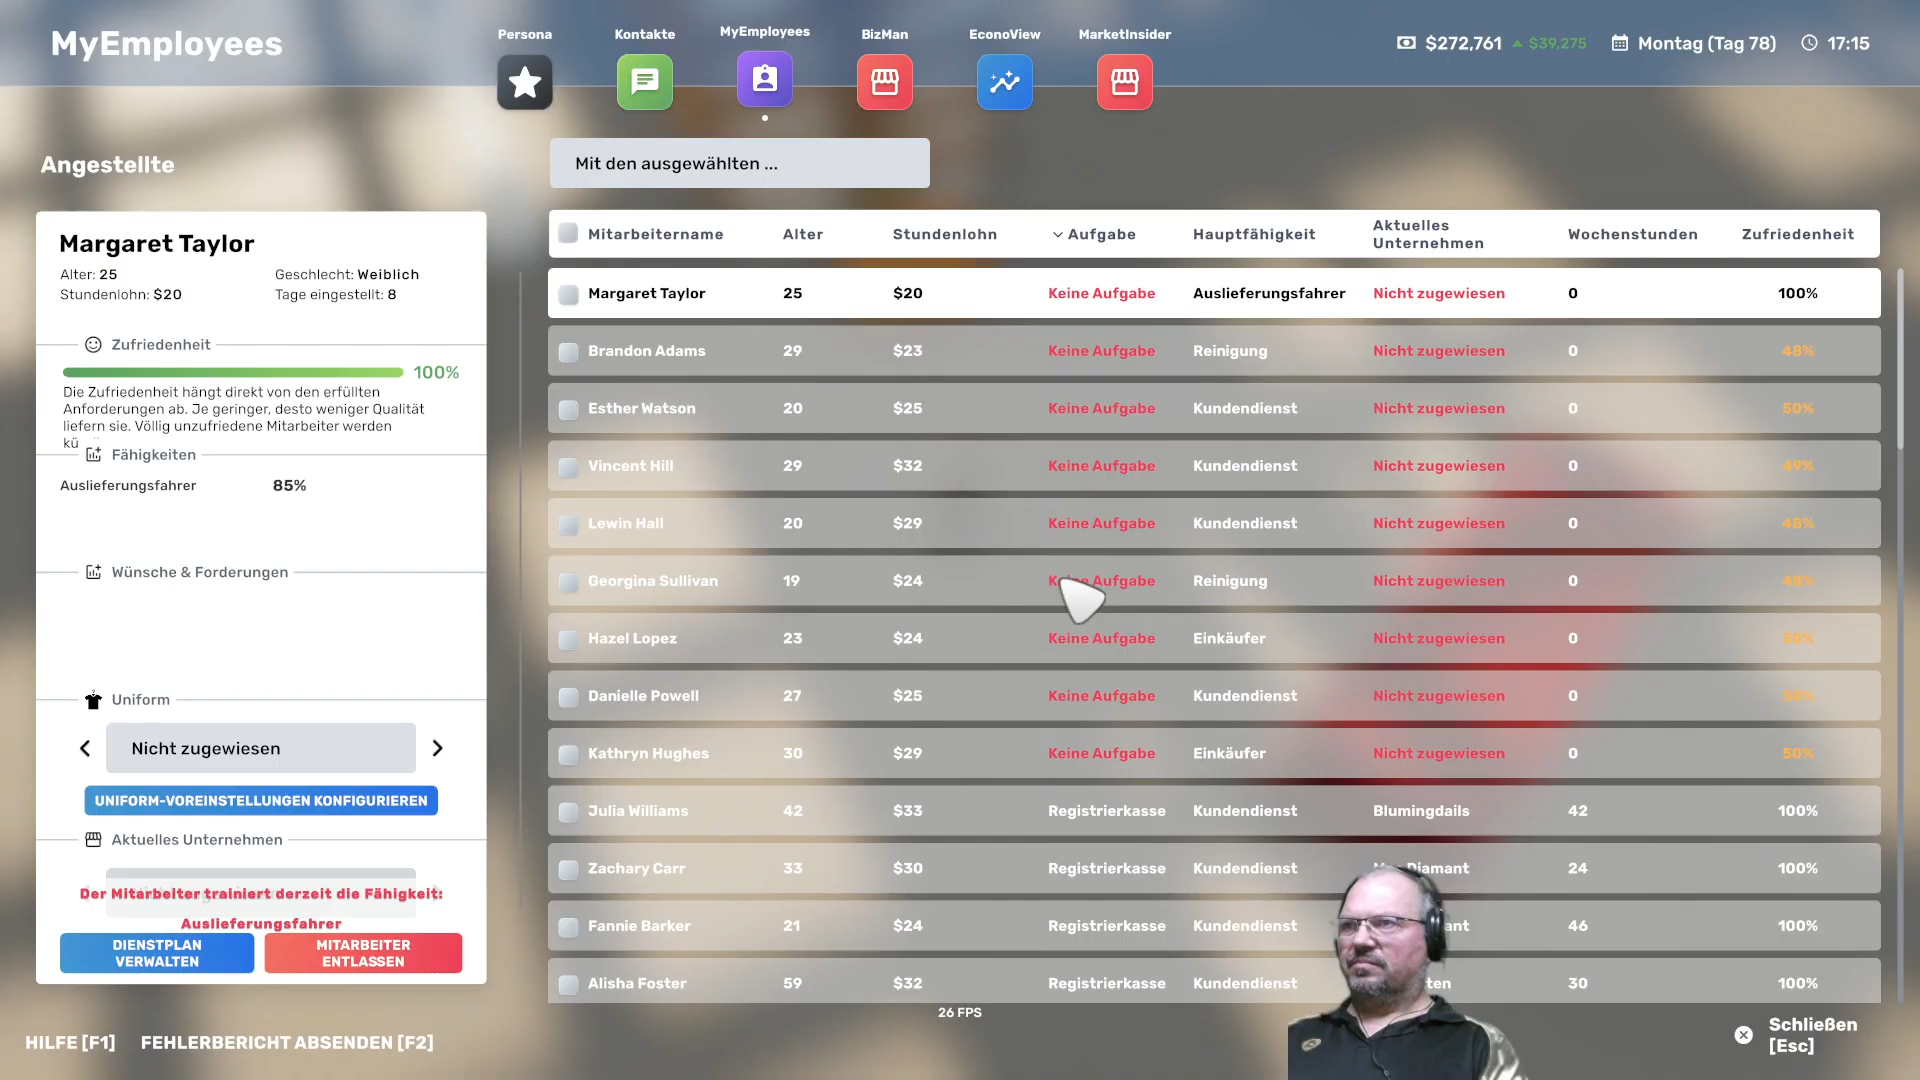 MyEmployees
Persona
Kontakte
MyEmployees
BizMan
EconoView
MarketInsider
$272,761
$39,275
Montag (Tag 78)
17:15
Angestellte
Mit den ausgewählten ...
Margaret Taylor
Alter: 25
Geschlecht: Weiblich
Stundenlohn: $20
Tage eingestellt: 8
Zufriedenheit
100%
Die Zufriedenheit hängt direkt von den erfüllten
Anforderungen ab. Je geringer, desto weniger Qualität
liefern sie. Völlig unzufriedene Mitarbeiter werden
Fähigkeiten
Auslieferungsfahrer 85%
Wünsche & Forderungen
Uniform
Nicht zugewiesen
UNIFORM-VOREINSTELLUNGEN KONFIGURIEREN
Aktuelles Unternehmen
Der Mitarbeiter trainiert derzeit die Fähigkeit:
Auslieferungsfahrer
DIENSTPLAN
VERWALTEN
MITARBEITER
ENTLASSEN
Mitarbeitername Alter Stundenlohn Aufgabe Hauptfähigkeit Aktuelles Unternehmen Wochenstunden Zufriedenheit
Margaret Taylor 25 $20 Keine Aufgabe Auslieferungsfahrer Nicht zugewiesen 0 100%
Brandon Adams 29 $23 Keine Aufgabe Reinigung Nicht zugewiesen 0 48%
Esther Watson 20 $25 Keine Aufgabe Kundendienst Nicht zugewiesen 0 50%
Vincent Hill 29 $32 Keine Aufgabe Kundendienst Nicht zugewiesen 0 49%
Lewin Hall 20 $29 Keine Aufgabe Kundendienst Nicht zugewiesen 0 48%
Georgina Sullivan 19 $24 Keine Aufgabe Reinigung Nicht zugewiesen 0 48%
Hazel Lopez 23 $24 Keine Aufgabe Einkäufer Nicht zugewiesen 0 50%
Danielle Powell 27 $25 Keine Aufgabe Kundendienst Nicht zugewiesen 0
Kathryn Hughes 30 $29 Keine Aufgabe Einkäufer Nicht zugewiesen 0 50%
Julia Williams 42 $33 Registrierkasse Kundendienst Blumingdails 42 100%
Zachary Carr 33 $30 Registrierkasse Kundendienst Diamant 24 100%
Fannie Barker 21 $24 Registrierkasse Kundendienst 46 100%
Alisha Foster 59 $32 Registrierkasse Kundendienst 30 100%
26 FPS
HILFE [F1]
FEHLERBERICHT ABSENDEN [F2]
Schließen
[Esc]